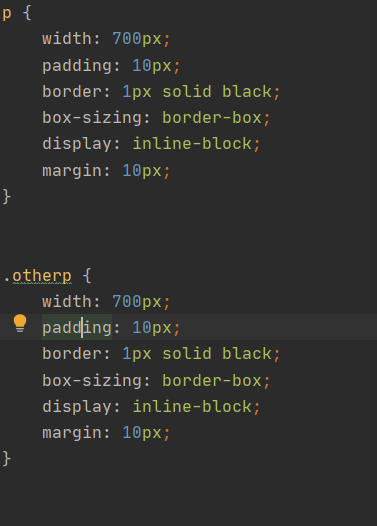 p {
    width: 700px;
    padding: 10px;
    border: 1px solid black;
    box-sizing: border-box;
    display: inline-block;
    margin: 10px;
}
.otherp {
    width: 700px;
    padding: 10px;
    border: 1px solid black;
    box-sizing: border-box;
    display: inline-block;
    margin: 10px;
}